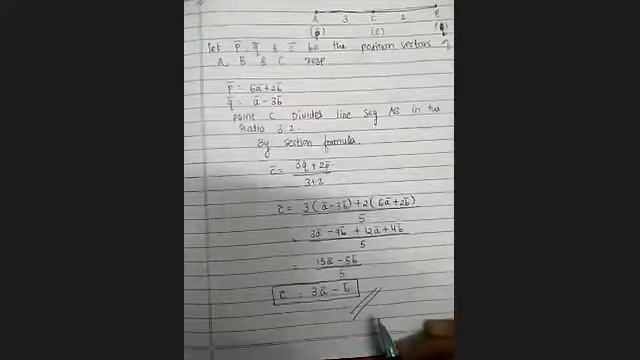 A 3 C 2 B
(p̄) (c̄)
let p̄, q̄ & c̄ be the position vectors of
A, B & C resp
p̄ = 6ā+2b̄
q̄ = ā-3b̄
point C Divides line seg AB in the
Ratio 3:2.
By section formula.
c̄ = 3q̄+2p̄ / 3+2
c̄ = 3(ā-3b̄)+2(6ā+2b̄) / 5
= 3ā-9b̄+12ā+4b̄ / 5
= 15ā-5b̄ / 5
c̄ = 3ā-b̄